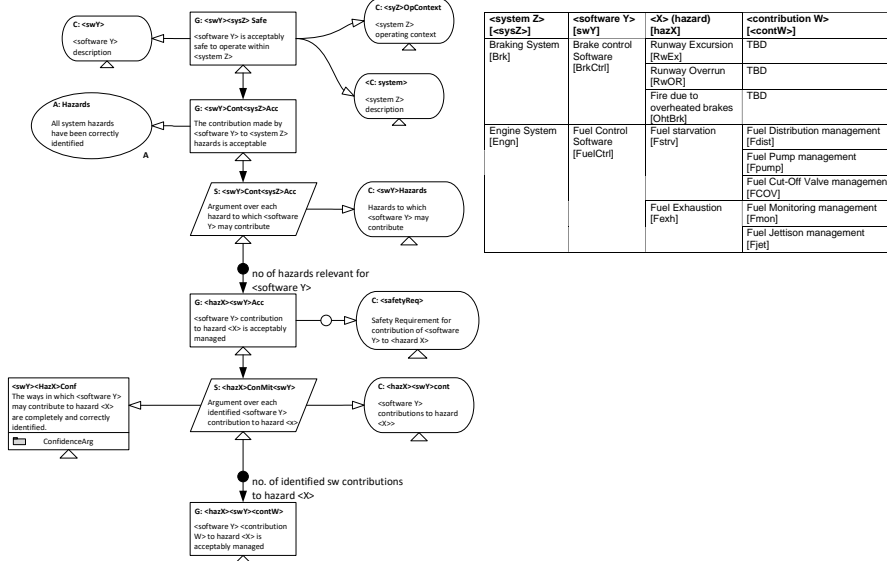 C: <swY>
<software Y>
description
G: <swY><sysZ> Safe
<software Y> is acceptably
safe to operate within
<system Z>
C: <syZ>OpContext
<system Z>
operating context
<C: system>
<system Z>
description
A: Hazards
All system hazards
have been correctly
identified
A
G: <swY>Cont<sysZ>Acc
The contribution made by
<software Y> to <system Z>
hazards is acceptable
S: <swY>Cont<sysZ>Acc
Argument over each
hazard to which <software
Y> may contribute
C: <swY>Hazards
Hazards to which
<software Y> may
contribute
no of hazards relevant for
<software Y>
G: <hazX><swY>Acc
<software Y> contribution
to hazard <X> is acceptably
managed
C: <safetyReq>
Safety Requirement for
contribution of <software
Y> to <hazard X>
<swY><HazX>Conf
The ways in which <software Y>
may contribute to hazard <X>
are completely and correctly
identified.
ConfidenceArg
S: <hazX>ConMit<swY>
Argument over each
identified <software Y>
contribution to hazard <x>
C: <hazX><swY>cont
<software Y>
contributions to hazard
<X>>
no. of identified sw contributions
to hazard <X>
G: <hazX><swY><contW>
<software Y> <contribution
W> to hazard <X> is
acceptably managed
<system Z>
[<sysZ>]
<software Y>
[swY]
<X> (hazard)
[hazX]
<contribution W>
[<contW>]
Braking System
[Brk]
Brake control
Software
[BrkCtrl]
Runway Excursion
[RwEx]
TBD
Runway Overrun
[RwOR]
TBD
Fire due to
overheated brakes
[OhtBrk]
TBD
Engine System
[Engn]
Fuel Control
Software
[FuelCtrl]
Fuel starvation
[Fstrv]
Fuel Distribution management
[Fdist]
Fuel Pump management
[Fpump]
Fuel Cut-Off Valve management
[FCOV]
Fuel Exhaustion
[Fexh]
Fuel Monitoring management
[Fmon]
Fuel Jettison management
[Fjet]